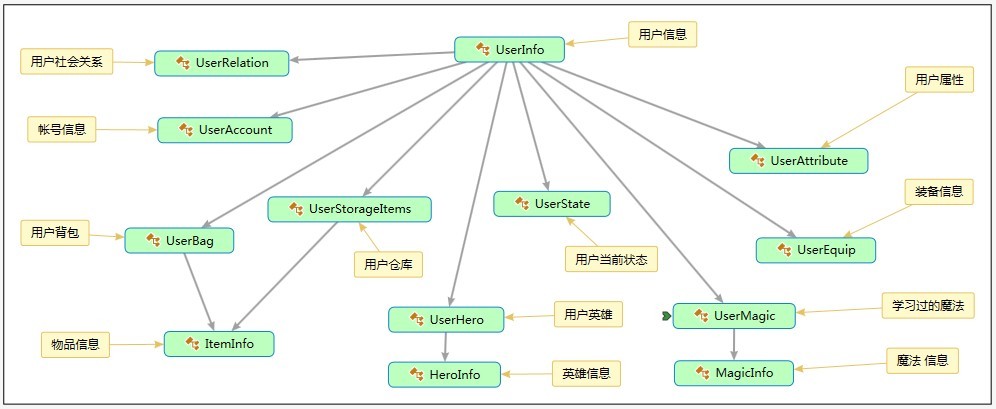 用户信息
UserInfo
用户社会关系
UserRelation
用户属性
帐号信息
UserAccount
UserAttribute
装备信息
UserStorageItems
UserState
用户背包
UserBag
UserEquip
用户仓库
用户当前状态
学习过的魔法
UserHero
用户英雄
UserMagic
物品信息
ItemInfo
魔法 信息
HeroInfo
英雄信息
MagicInfo